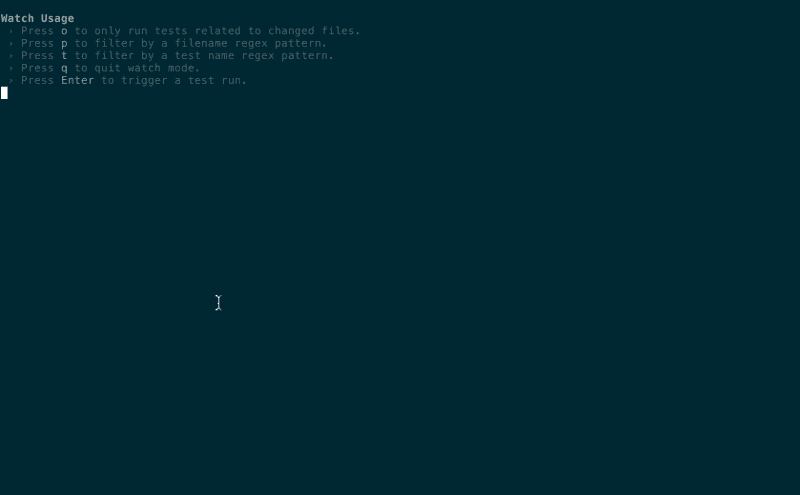 Watch Usage
› Press o to only run tests related to changed files.
› Press p to filter by a filename regex pattern.
› Press t to filter by a test name regex pattern.
› Press q to quit watch mode.
› Press Enter to trigger a test run.